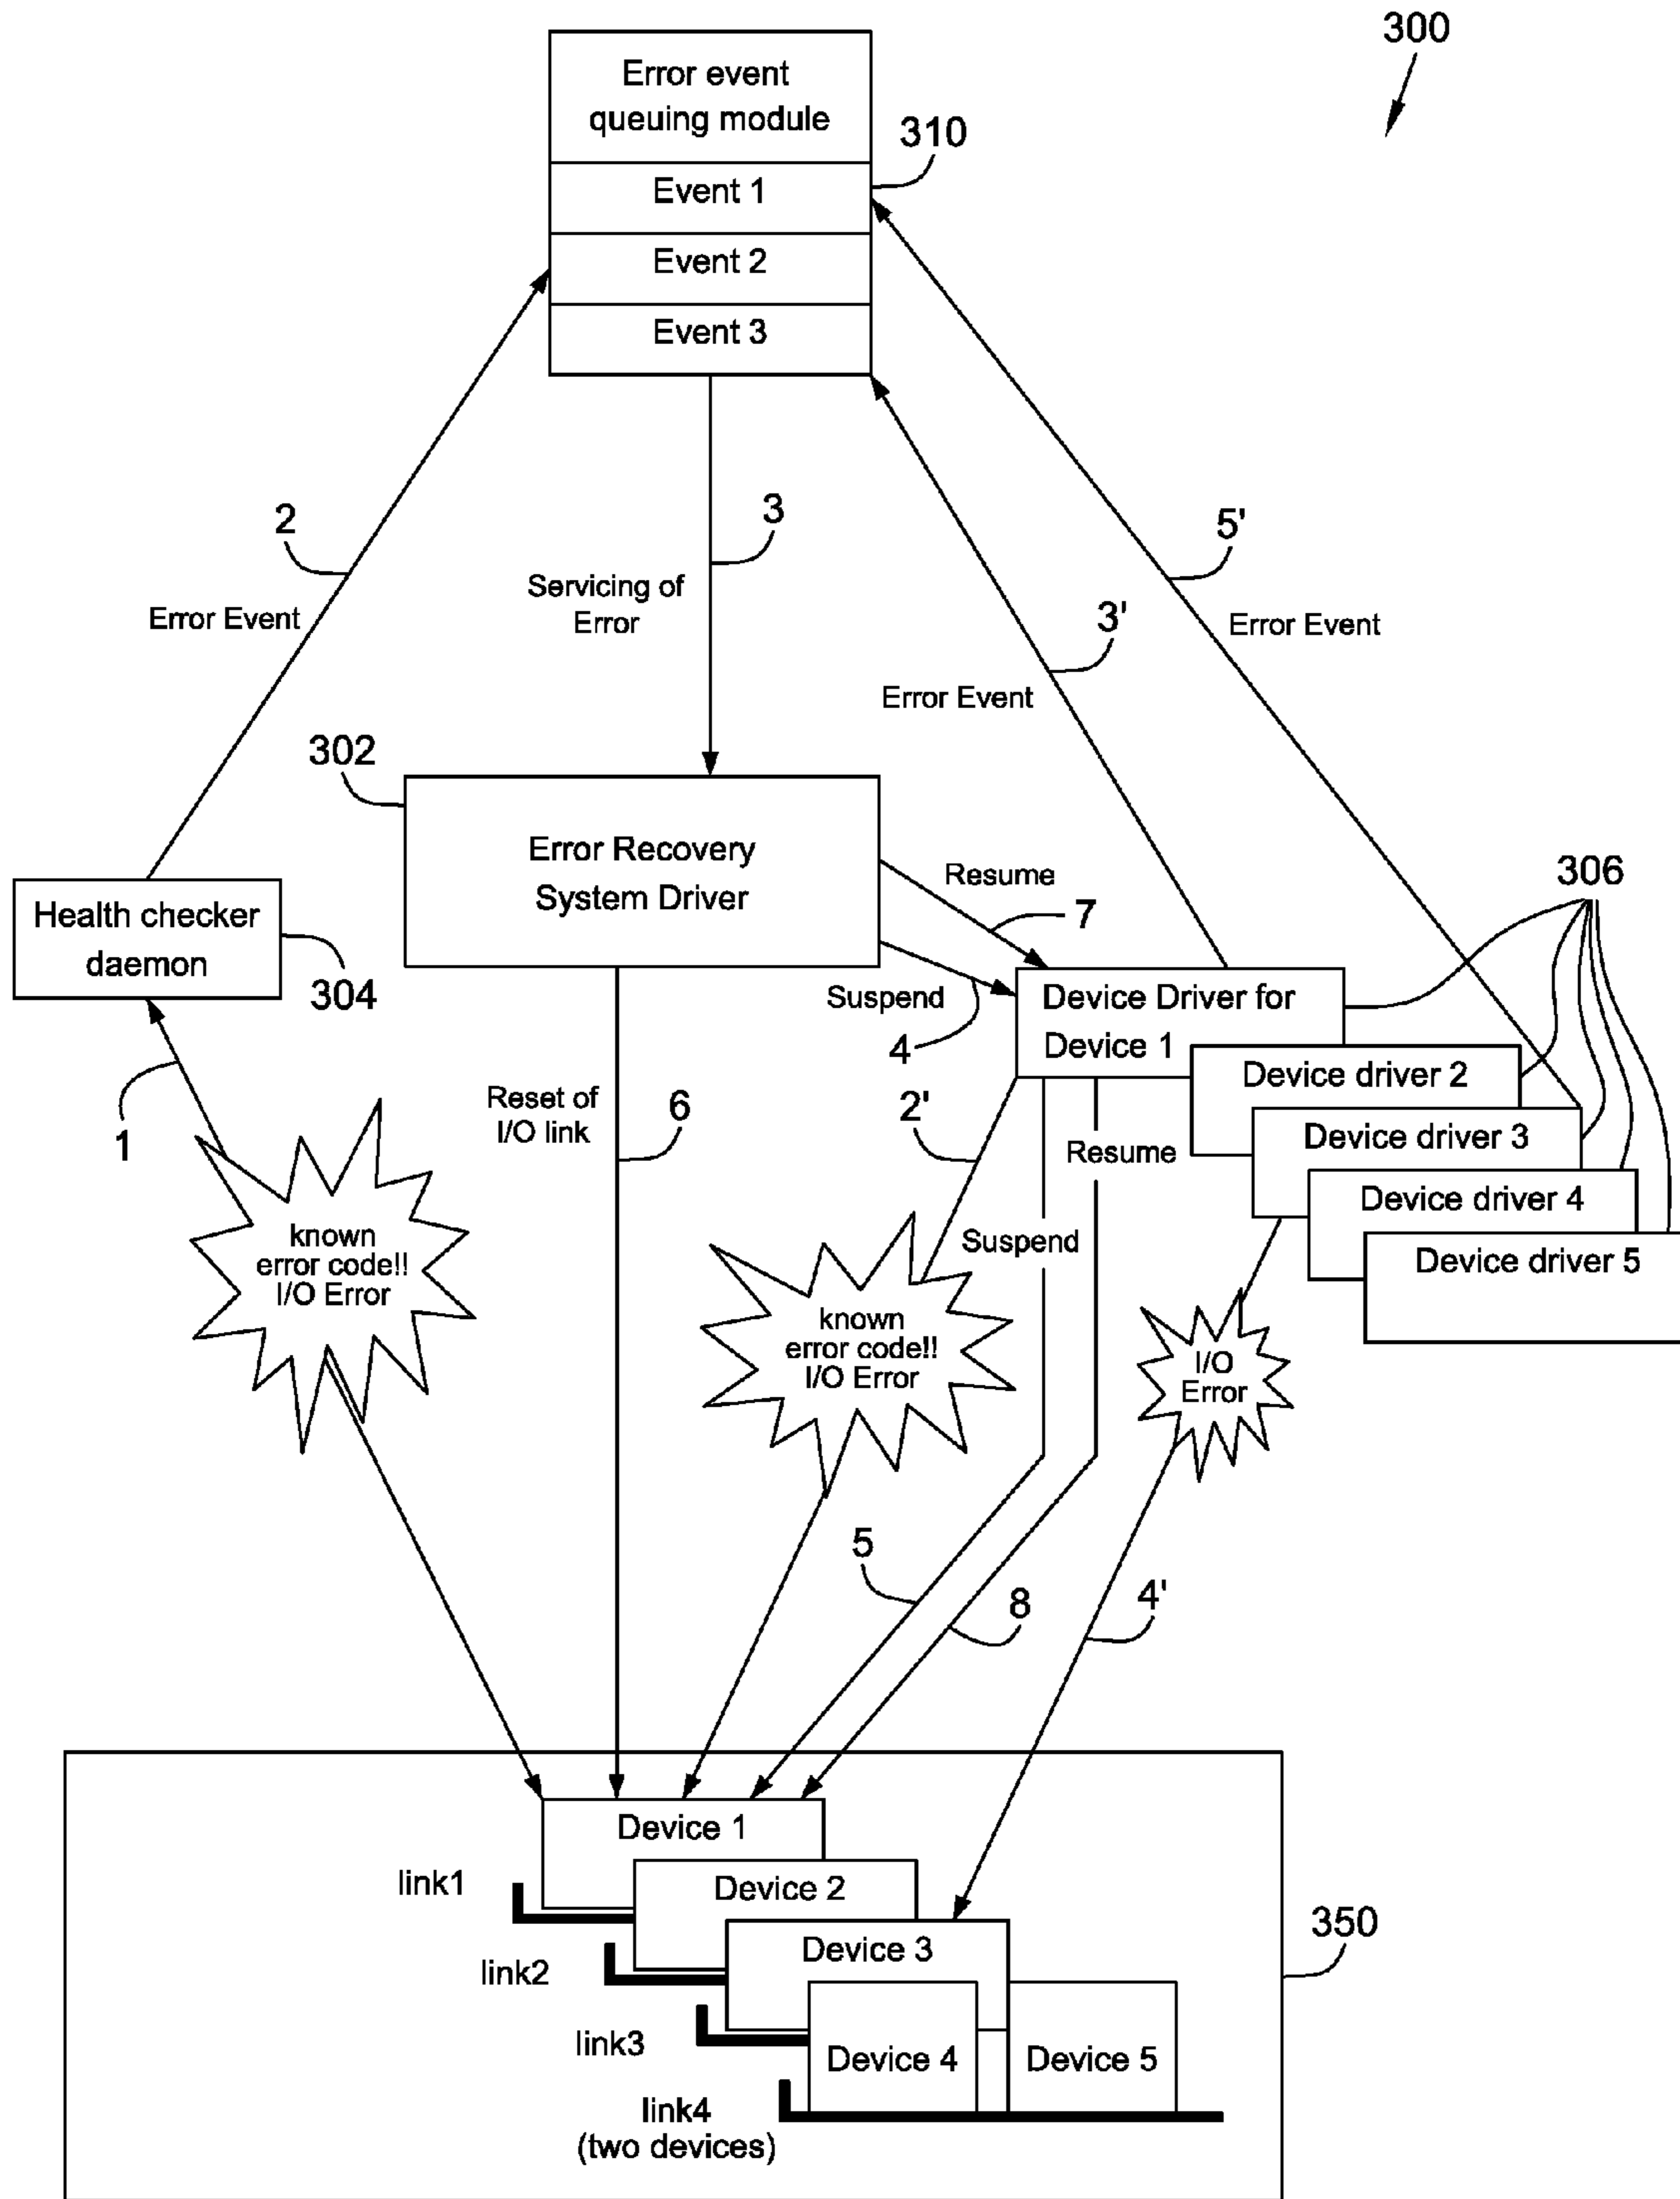 300
Error event
queuing module
310
Event 1
Event 2
Event 3
2
3
5'
Servicing of
Error
Error Event
3'
Error Event
Error Event
302
Error Recovery
System Driver
Resume
7
306
Health checker
daemon
304
Suspend
4
Device Driver for
Device 1
Device driver 2
Device driver 3
Device driver 4
Device driver 5
1
Reset of
I/O link
6
2'
Resume
Suspend
known
error code!!
I/O Error
known
error code!!
I/O Error
I/O
Error
5
8
4'
Device 1
link1
Device 2
350
link2
Device 3
link3
Device 4
Device 5
link4
(two devices)